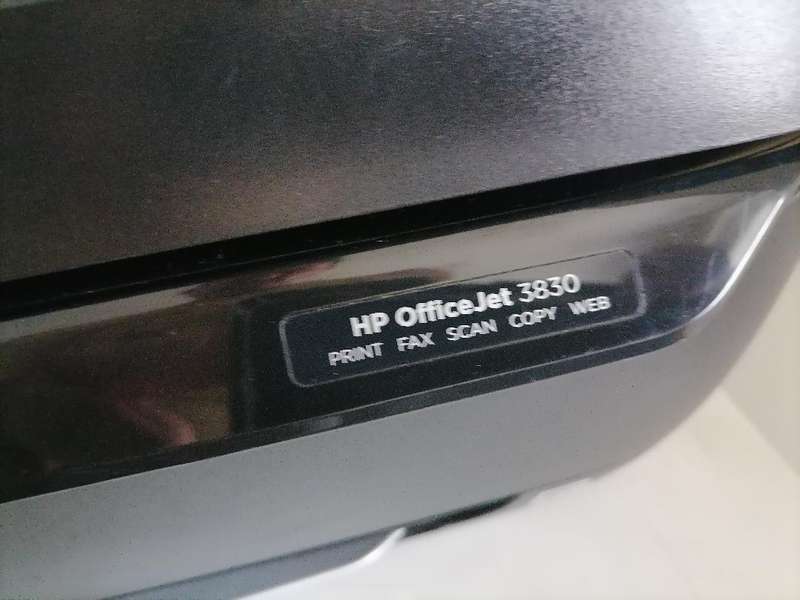 HP OfficeJet 3830
PRINT FAX SCAN COPY WEB